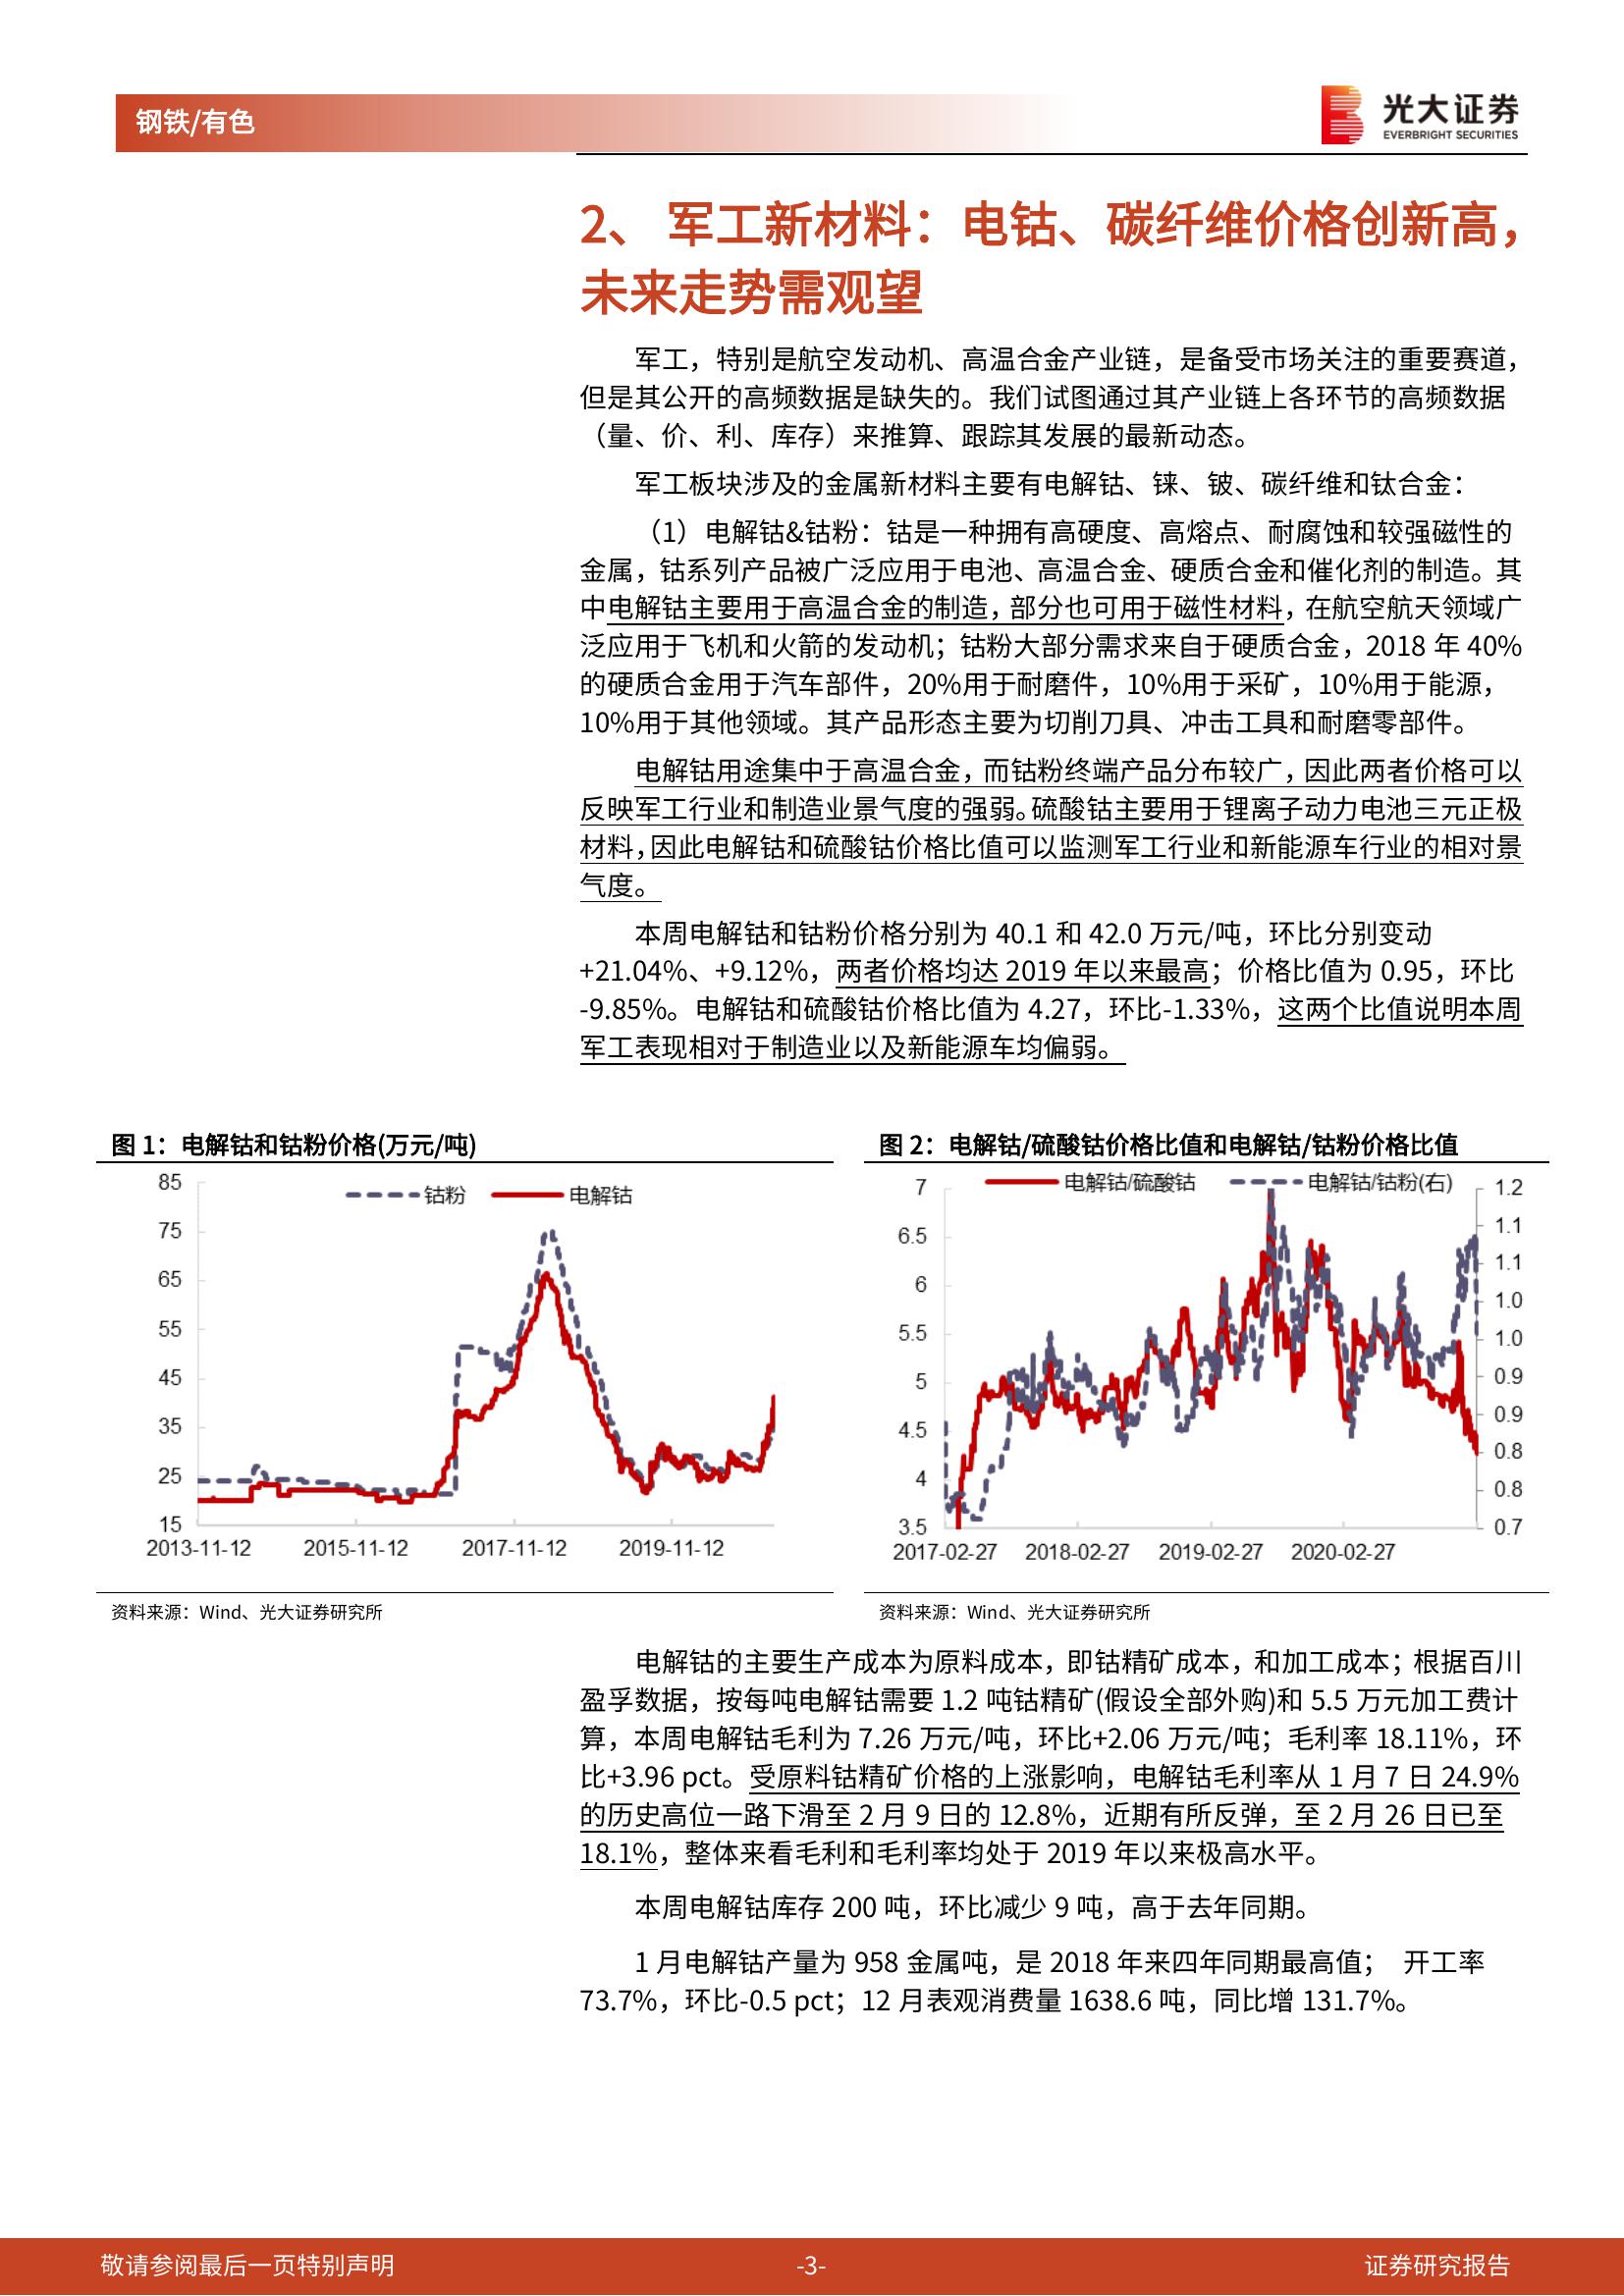 钢铁/有色
光大证券
EVERBRIGHT SECURITIES
2、 军工新材料：电钴、碳纤维价格创新高，
未来走势需观望
军工，特别是航空发动机、高温合金产业链，是备受市场关注的重要赛道，
但是其公开的高频数据是缺失的。我们试图通过其产业链上各环节的高频数据
（量、价、利、库存）来推算、跟踪其发展的最新动态。
军工板块涉及的金属新材料主要有电解钴、铼、铍、碳纤维和钛合金：
（1）电解钴&钴粉：钴是一种拥有高硬度、高熔点、耐腐蚀和较强磁性的
金属，钴系列产品被广泛应用于电池、高温合金、硬质合金和催化剂的制造。其
中电解钴主要用于高温合金的制造，部分也可用于磁性材料，在航空航天领域广
泛应用于飞机和火箭的发动机；钴粉大部分需求来自于硬质合金，2018 年 40%
的硬质合金用于汽车部件，20%用于耐磨件，10%用于采矿，10%用于能源，
10%用于其他领域。其产品形态主要为切削刀具、冲击工具和耐磨零部件。
电解钴用途集中于高温合金，而钴粉终端产品分布较广，因此两者价格可以
反映军工行业和制造业景气度的强弱。硫酸钴主要用于锂离子动力电池三元正极
材料，因此电解钴和硫酸钴价格比值可以监测军工行业和新能源车行业的相对景
气度。
本周电解钴和钴粉价格分别为 40.1 和 42.0 万元/吨，环比分别变动
+21.04%、+9.12%，两者价格均达 2019 年以来最高；价格比值为 0.95，环比
-9.85%。电解钴和硫酸钴价格比值为 4.27，环比-1.33%，这两个比值说明本周
军工表现相对于制造业以及新能源车均偏弱。
图 1：电解钴和钴粉价格(万元/吨)
钴粉
电解钴
85
75
65
55
45
35
25
15
2013-11-12
2015-11-12
2017-11-12
2019-11-12
资料来源：Wind、光大证券研究所
图 2：电解钴/硫酸钴价格比值和电解钴/钴粉价格比值
电解钴/硫酸钴
电解钴/钴粉(右)
7
6.5
6
5.5
5
4.5
4
3.5
1.2
1.1
1.1
1.0
1.0
0.9
0.9
0.8
0.8
0.7
2017-02-27
2018-02-27
2019-02-27
2020-02-27
资料来源：Wind、光大证券研究所
电解钴的主要生产成本为原料成本，即钴精矿成本，和加工成本；根据百川
盈孚数据，按每吨电解钴需要 1.2 吨钴精矿(假设全部外购)和 5.5 万元加工费计
算，本周电解钴毛利为 7.26 万元/吨，环比+2.06 万元/吨；毛利率 18.11%，环
比+3.96 pct。受原料钴精矿价格的上涨影响，电解钴毛利率从 1 月 7 日 24.9%
的历史高位一路下滑至 2 月 9 日的 12.8%，近期有所反弹，至 2 月 26 日已至
18.1%，整体来看毛利和毛利率均处于 2019 年以来极高水平。
本周电解钴库存 200 吨，环比减少 9 吨，高于去年同期。
1 月电解钴产量为 958 金属吨，是 2018 年来四年同期最高值； 开工率
73.7%，环比-0.5 pct；12 月表观消费量 1638.6 吨，同比增 131.7%。
敬请参阅最后一页特别声明
-3-
证券研究报告